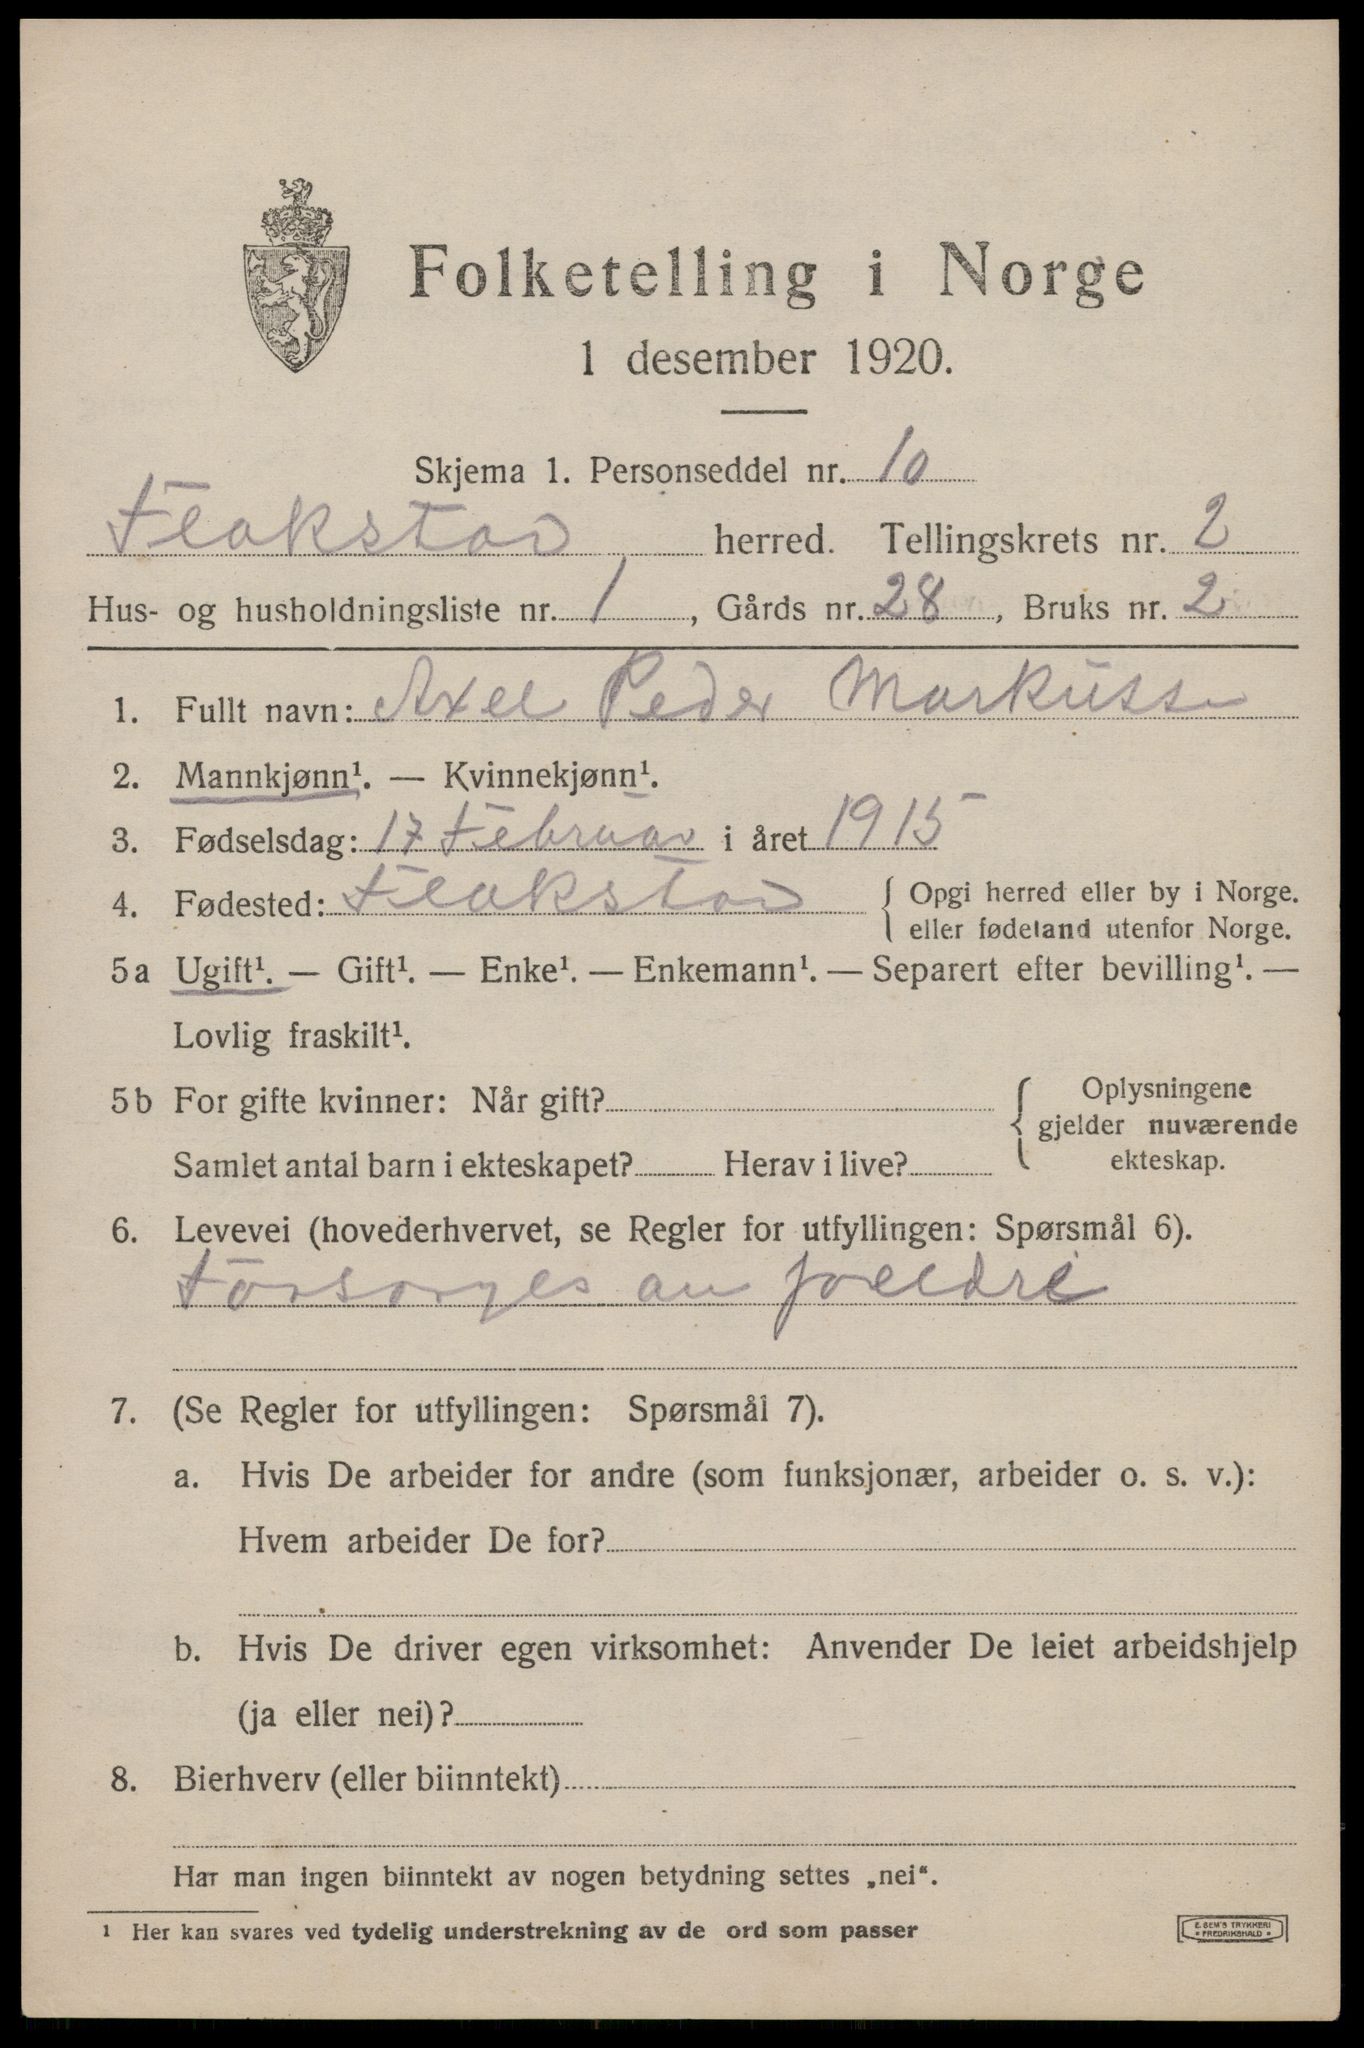 Folketelling i Norge
1 desember 1920.
Skjema 1. Personseddel nr. 10
Flakstad herred. Tellingskrets nr. 2
Hus- og husholdningsliste nr. 1, Gårds nr. 28, Bruks nr. 2
1. Fullt navn: Axel Peder Markussen
2. Mannkjønn¹. — Kvinnekjønn¹.
3. Fødselsdag: 17 Februar i året 1915
4. Fødested: Flakstad { Opgi herred eller by i Norge.
eller fødeland utenfor Norge.
5a Ugift¹. — Gift¹. — Enke¹. — Enkemann¹. — Separert efter bevilling¹. —
Lovlig fraskilt¹.
5b For gifte kvinner: Når gift?
Samlet antal barn i ekteskapet? Herav i live?
{ Oplysningene
gjelder nuværende
ekteskap.
6. Levevei (hovederhvervet, se Regler for utfyllingen: Spørsmål 6).
Forsorges av foreldre
7. (Se Regler for utfyllingen: Spørsmål 7).
a. Hvis De arbeider for andre (som funksjonær, arbeider o. s. v.):
Hvem arbeider De for?
b. Hvis De driver egen virksomhet: Anvender De leiet arbeidshjelp
(ja eller nei)?
8. Bierhverv (eller biinntekt)
Har man ingen biinntekt av nogen betydning settes „nei“.
¹ Her kan svares ved tydelig understrekning av de ord som passer
E. SEM'S TRYKKERI
* FREDRIKSHALD *